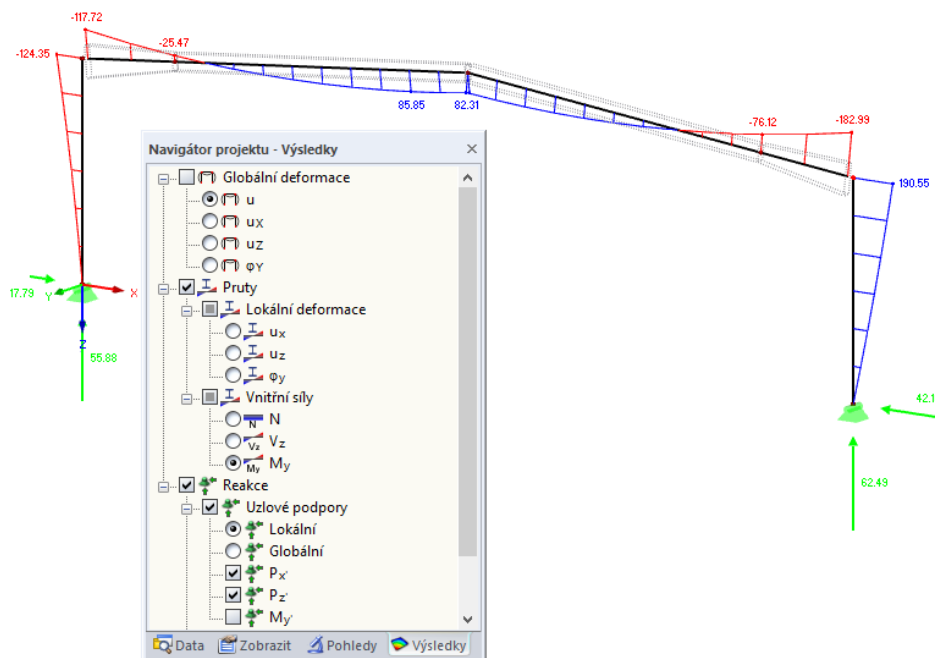 -117.72
-124.35
-25.47
85.85
82.31
-76.12
-182.99
190.55
17.79
Y
X
Z
55.88
42.1
62.49
Navigátor projektu - Výsledky
Globální deformace
u
uX
uZ
φY
Pruty
Lokální deformace
ux
uz
φy
Vnitřní síly
N
N
Vz
Vz
My
My
Reakce
Uzlové podpory
Lokální
Globální
Px'
Pz'
My'
Data Zobrazit Pohledy Výsledky